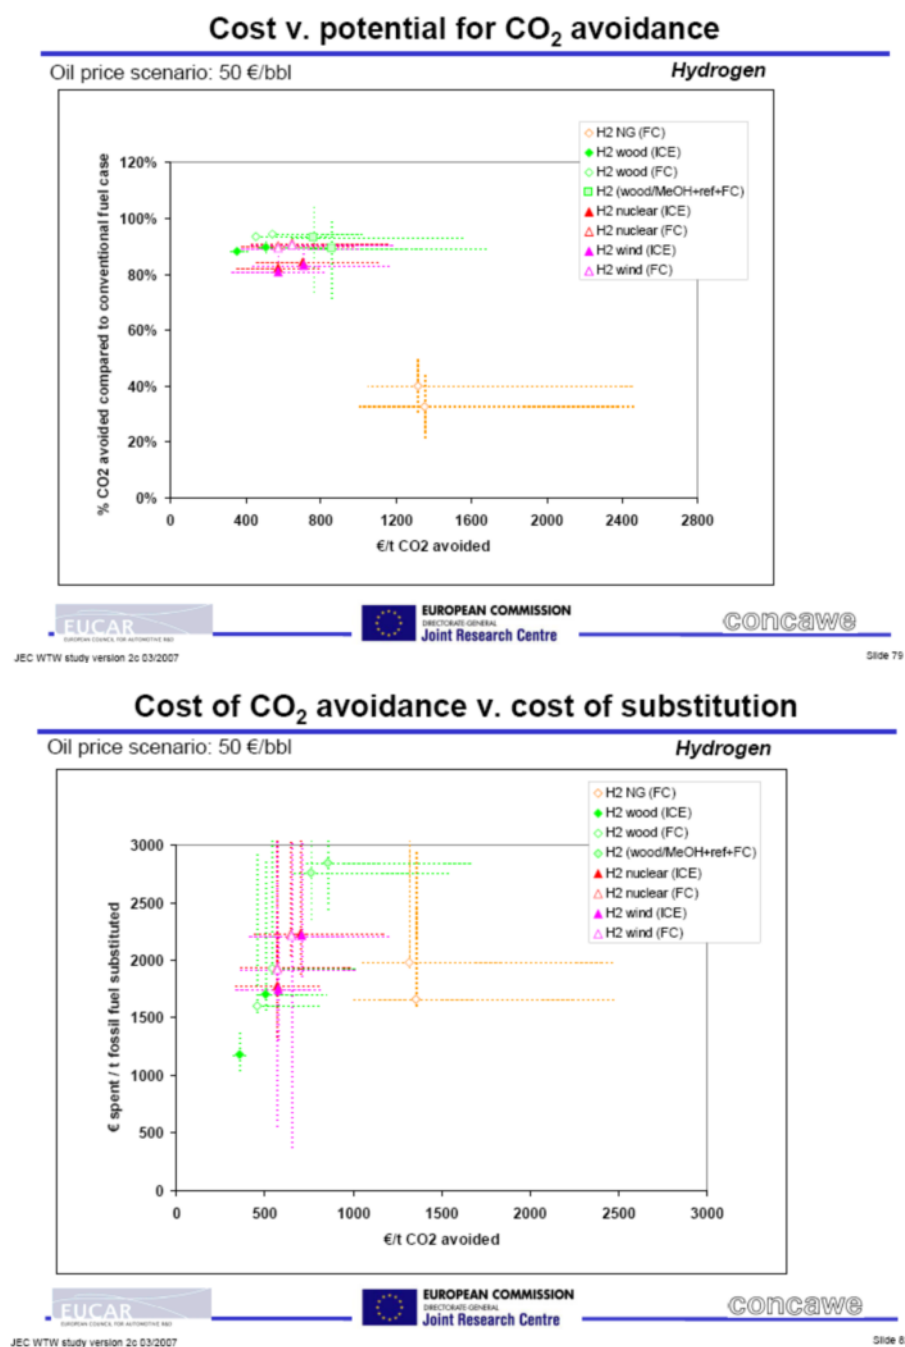 Cost v. potential for CO2 avoidance
Oil price scenario: 50 €/bbl
Hydrogen
H2 NG (FC)
H2 wood (ICE)
H2 wood (FC)
H2 (wood/MeOH+ref+FC)
H2 nuclear (ICE)
H2 nuclear (FC)
H2 wind (ICE)
H2 wind (FC)
% CO2 avoided compared to conventional fuel case
120%
100%
80%
60%
40%
20%
0%
0 400 800 1200 1600 2000 2400 2800
€/t CO2 avoided
EUCAR
EUROPEAN COUNCIL FOR AUTOMOTIVE R&D
EUROPEAN COMMISSION
DIRECTORATE-GENERAL
Joint Research Centre
concawe
JEC WTW study version 2c 03/2007
Slide 79
Cost of CO2 avoidance v. cost of substitution
Oil price scenario: 50 €/bbl
Hydrogen
H2 NG (FC)
H2 wood (ICE)
H2 wood (FC)
H2 (wood/MeOH+ref+FC)
H2 nuclear (ICE)
H2 nuclear (FC)
H2 wind (ICE)
H2 wind (FC)
€ spent / t fossil fuel substituted
3000
2500
2000
1500
1000
500
0
0 500 1000 1500 2000 2500 3000
€/t CO2 avoided
EUCAR
EUROPEAN COUNCIL FOR AUTOMOTIVE R&D
EUROPEAN COMMISSION
DIRECTORATE-GENERAL
Joint Research Centre
concawe
JEC WTW study version 2c 03/2007
Slide 8